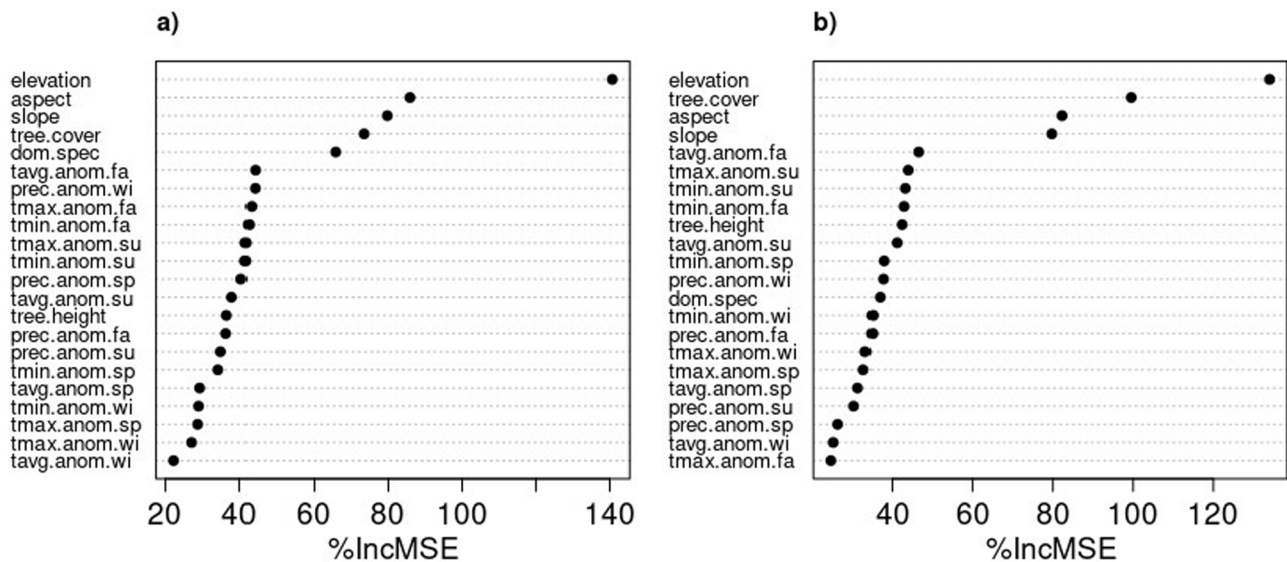 a)
elevation
aspect
slope
tree.cover
dom.spec
tavg.anom.fa
prec.anom.wi
tmax.anom.fa
tmin.anom.fa
tmax.anom.su
tmin.anom.su
prec.anom.sp
tavg.anom.su
tree.height
prec.anom.fa
prec.anom.su
tmin.anom.sp
tavg.anom.sp
tmin.anom.wi
tmax.anom.sp
tmax.anom.wi
tavg.anom.wi
20 40 60 80 100 140
%IncMSE
b)
elevation
tree.cover
aspect
slope
tavg.anom.fa
tmax.anom.su
tmin.anom.su
tmin.anom.fa
tree.height
tavg.anom.su
tmin.anom.sp
prec.anom.wi
dom.spec
tmin.anom.wi
prec.anom.fa
tmax.anom.wi
tmax.anom.sp
tavg.anom.sp
prec.anom.su
prec.anom.sp
tavg.anom.wi
tmax.anom.fa
40 60 80 100 120
%IncMSE